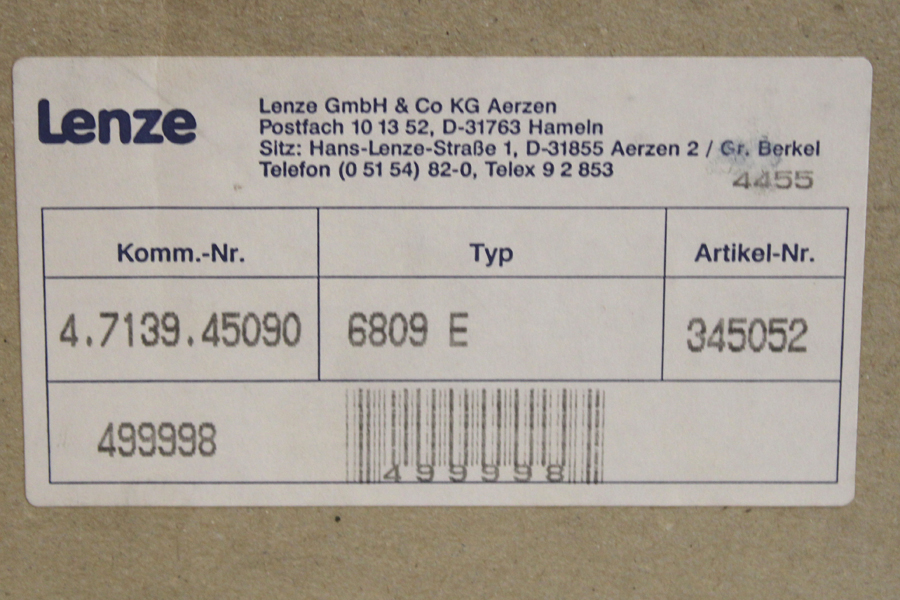 Lenze
Lenze GmbH & Co KG Aerzen
Postfach 10 13 52, D-31763 Hameln
Sitz: Hans-Lenze-Straße 1, D-31855 Aerzen 2 / Gr. Berkel
Telefon (0 51 54) 82-0, Telex 9 2 853
4455
Komm.-Nr. Typ Artikel-Nr.
4.7139.45090 6809 E 345052
499998
499998